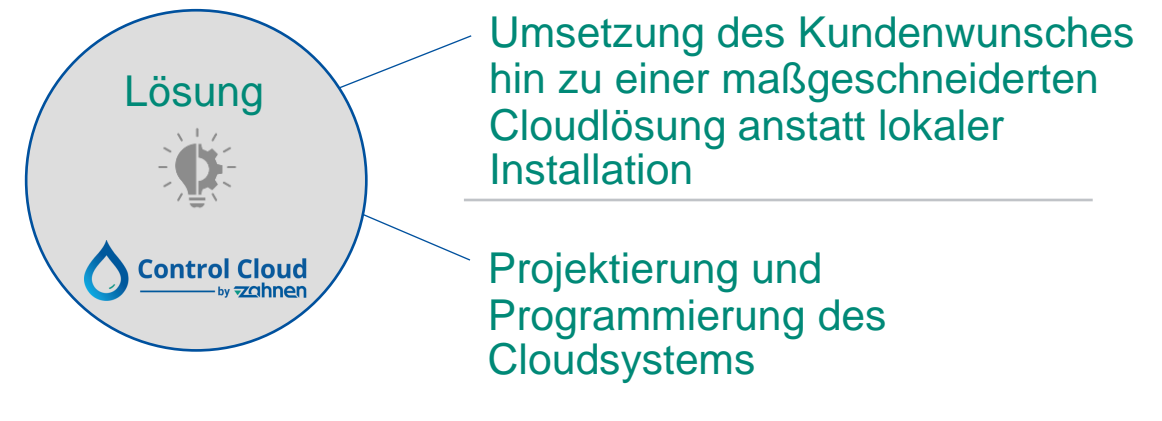 Lösung
Control Cloud
by zahnen
Umsetzung des Kundenwunsches
hin zu einer maßgeschneiderten
Cloudlösung anstatt lokaler
Installation
Projektierung und
Programmierung des
Cloudsystems